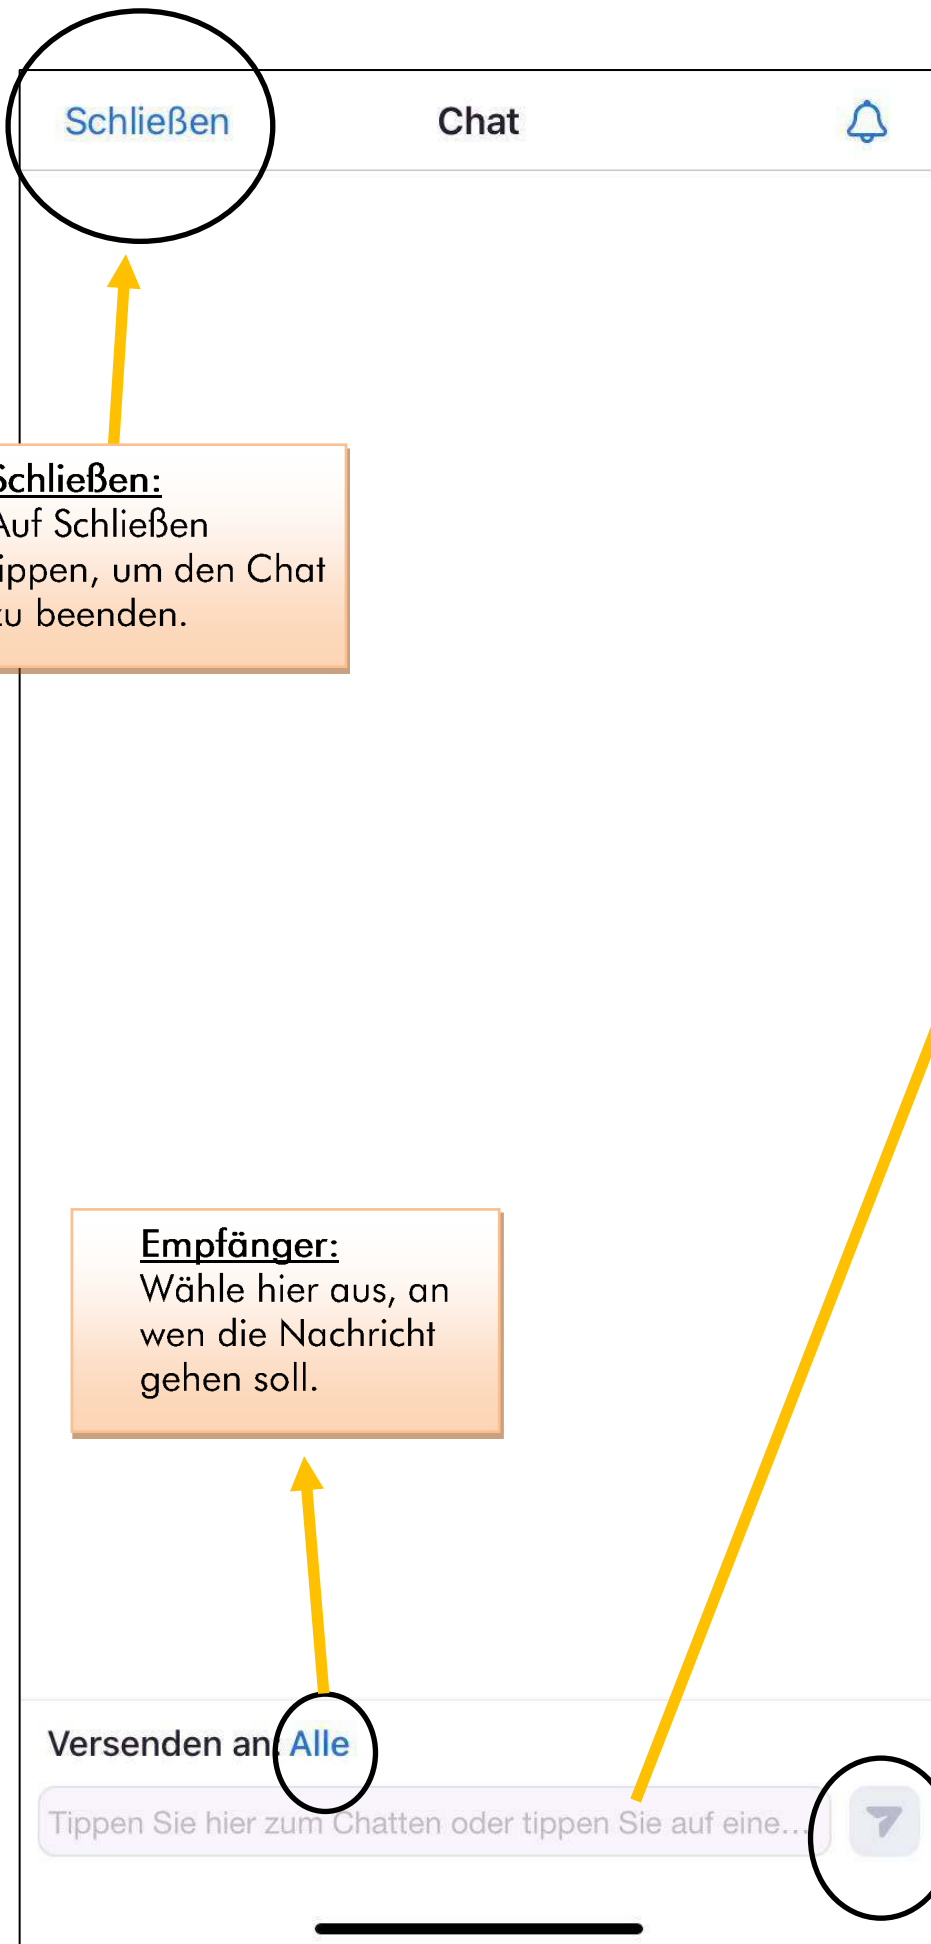 Schließen Chat
Schließen:
Auf Schließen
tippen, um den Chat
zu beenden.
Empfänger:
Wähle hier aus, an
wen die Nachricht
gehen soll.
Versenden an: Alle
Tippen Sie hier zum Chatten oder tippen Sie auf eine...